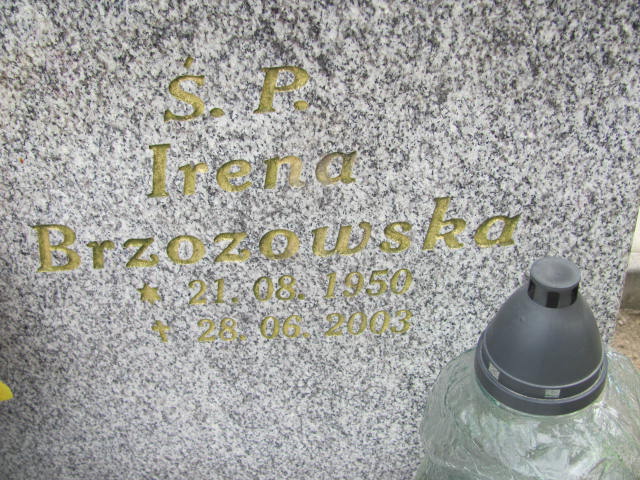 Ś. P.
Irena
Brzozowska
* 21. 08. 1950
✝ 28. 06. 2003